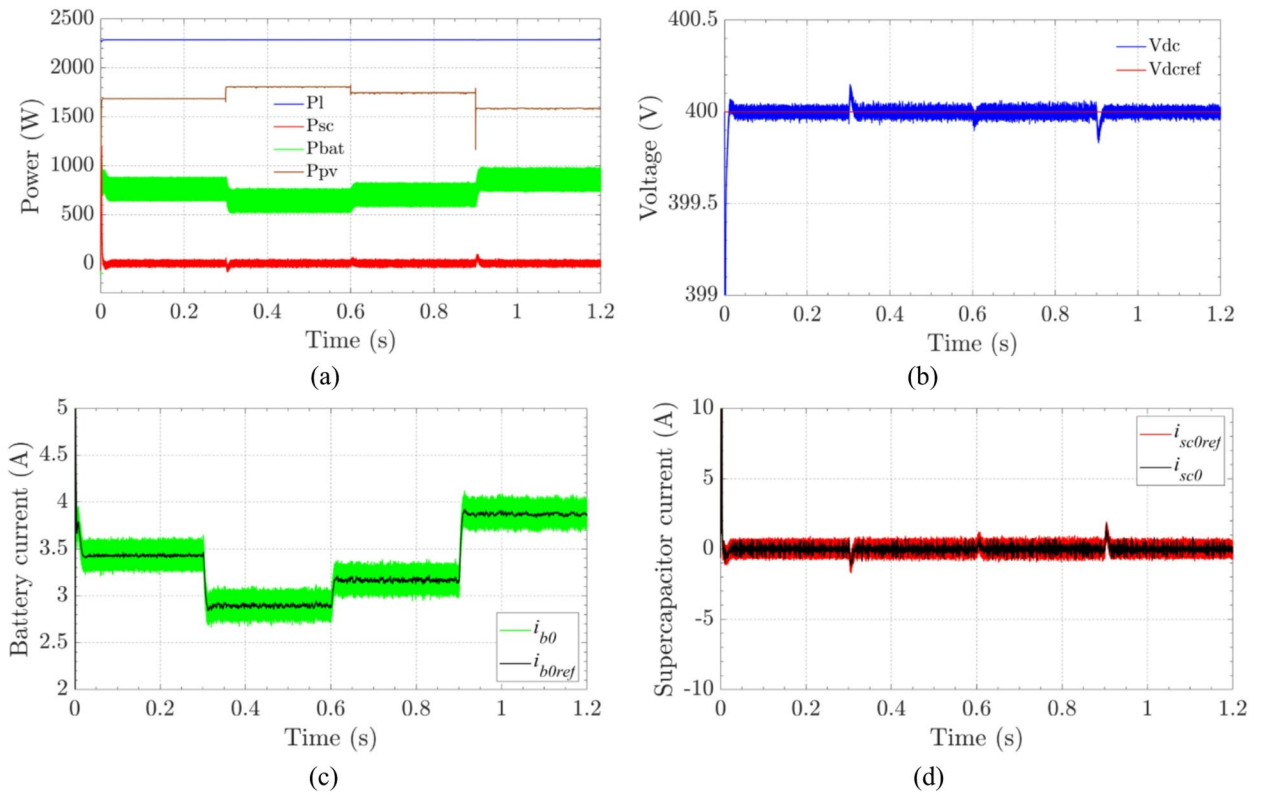 2500
2000
1500
1000
500
0
Power (W)
Pl
Psc
Pbat
Ppv
0 0.2 0.4 0.6 0.8 1 1.2
Time (s)
(a)
400.5
400
399.5
399
Voltage (V)
Vdc
Vdcref
0 0.2 0.4 0.6 0.8 1 1.2
Time (s)
(b)
5
4.5
4
3.5
3
2.5
2
Battery current (A)
i_b0
i_b0ref
0 0.2 0.4 0.6 0.8 1 1.2
Time (s)
(c)
10
5
0
-5
-10
Supercapacitor current (A)
i_sc0ref
i_sc0
0 0.2 0.4 0.6 0.8 1 1.2
Time (s)
(d)